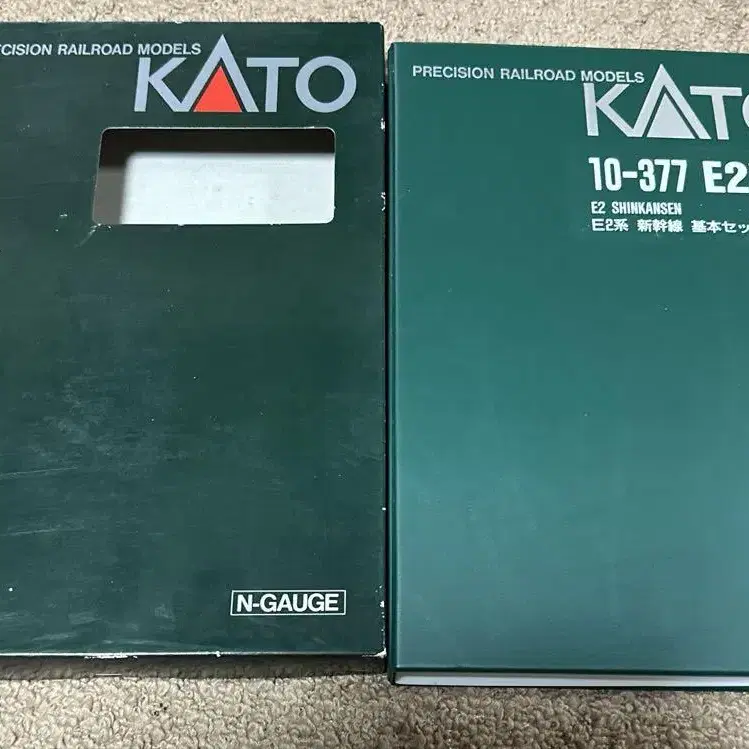 PRECISION RAILROAD MODELS
KATO
N-GAUGE
PRECISION RAILROAD MODELS
KATO
10-377 E2
E2 SHINKANSEN
E2系 新幹線 基本セッ